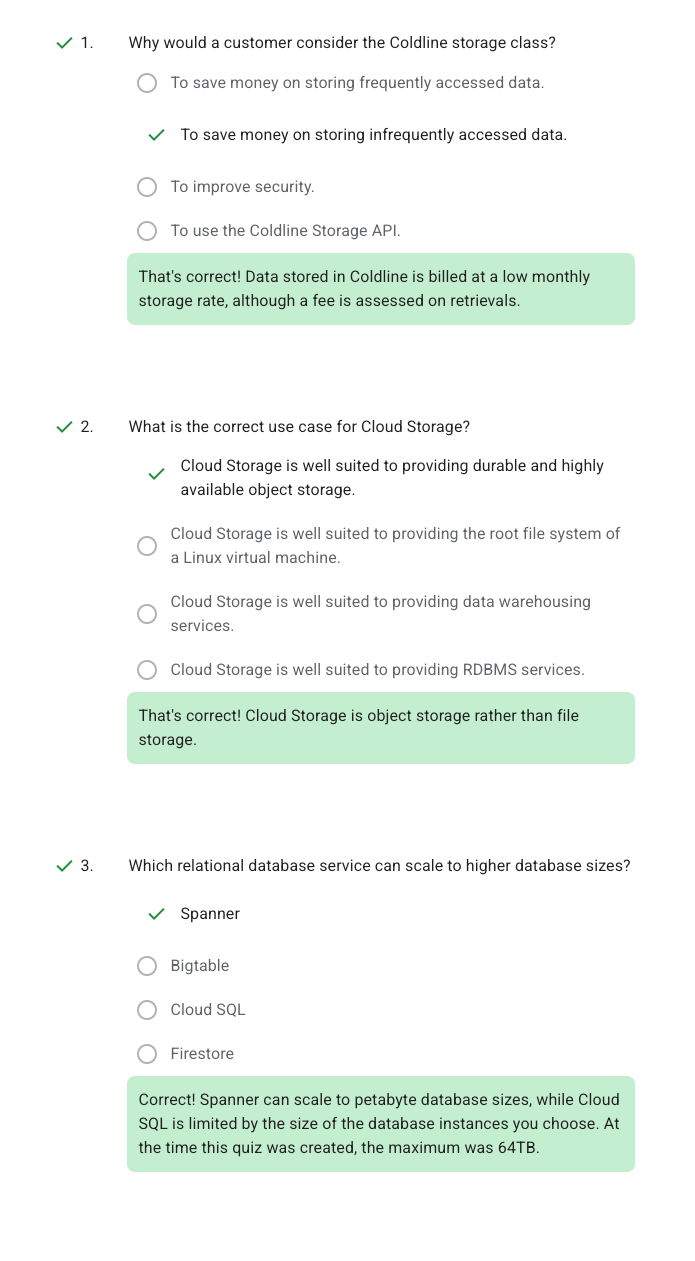 1. Why would a customer consider the Coldline storage class?
To save money on storing frequently accessed data.
To save money on storing infrequently accessed data.
To improve security.
To use the Coldline Storage API.
That's correct! Data stored in Coldline is billed at a low monthly
storage rate, although a fee is assessed on retrievals.
2. What is the correct use case for Cloud Storage?
Cloud Storage is well suited to providing durable and highly
available object storage.
Cloud Storage is well suited to providing the root file system of
a Linux virtual machine.
Cloud Storage is well suited to providing data warehousing
services.
Cloud Storage is well suited to providing RDBMS services.
That's correct! Cloud Storage is object storage rather than file
storage.
3. Which relational database service can scale to higher database sizes?
Spanner
Bigtable
Cloud SQL
Firestore
Correct! Spanner can scale to petabyte database sizes, while Cloud
SQL is limited by the size of the database instances you choose. At
the time this quiz was created, the maximum was 64TB.